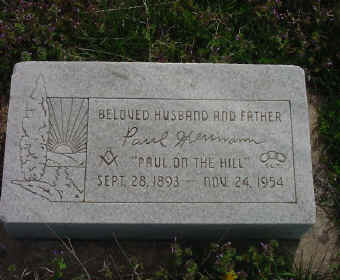 BELOVED HUSBAND AND FATHER
Paul Herrmann
"PAUL ON THE HILL"
SEPT. 28, 1893 — NOV. 24, 1954